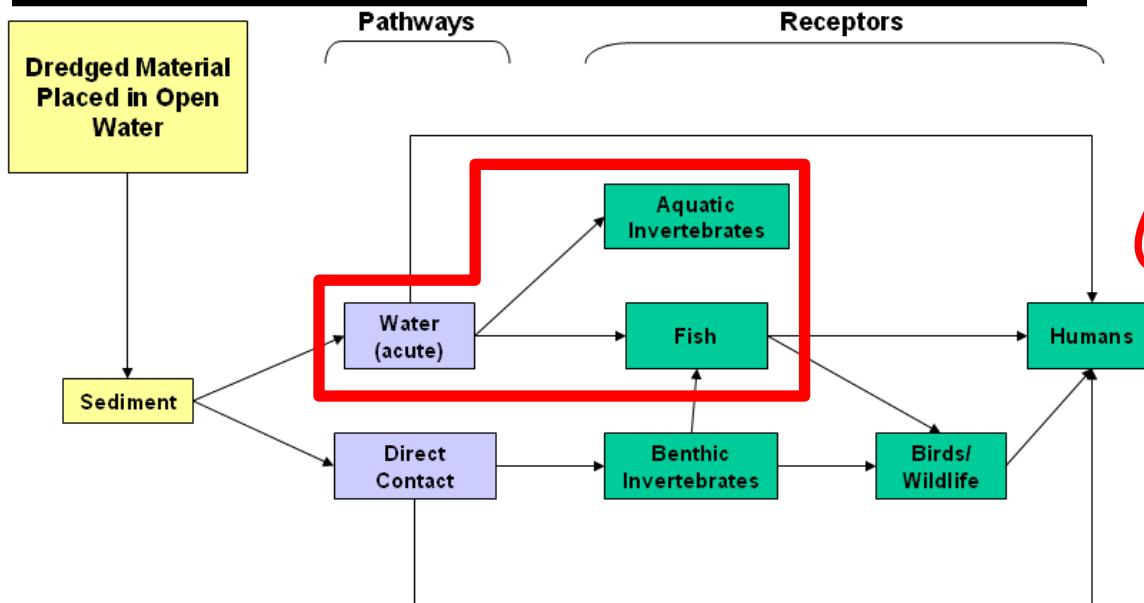 Pathways
Receptors
Dredged Material
Placed in Open
Water
Aquatic
Invertebrates
Water
(acute)
Fish
Humans
Sediment
Direct
Contact
Benthic
Invertebrates
Birds/
Wildlife